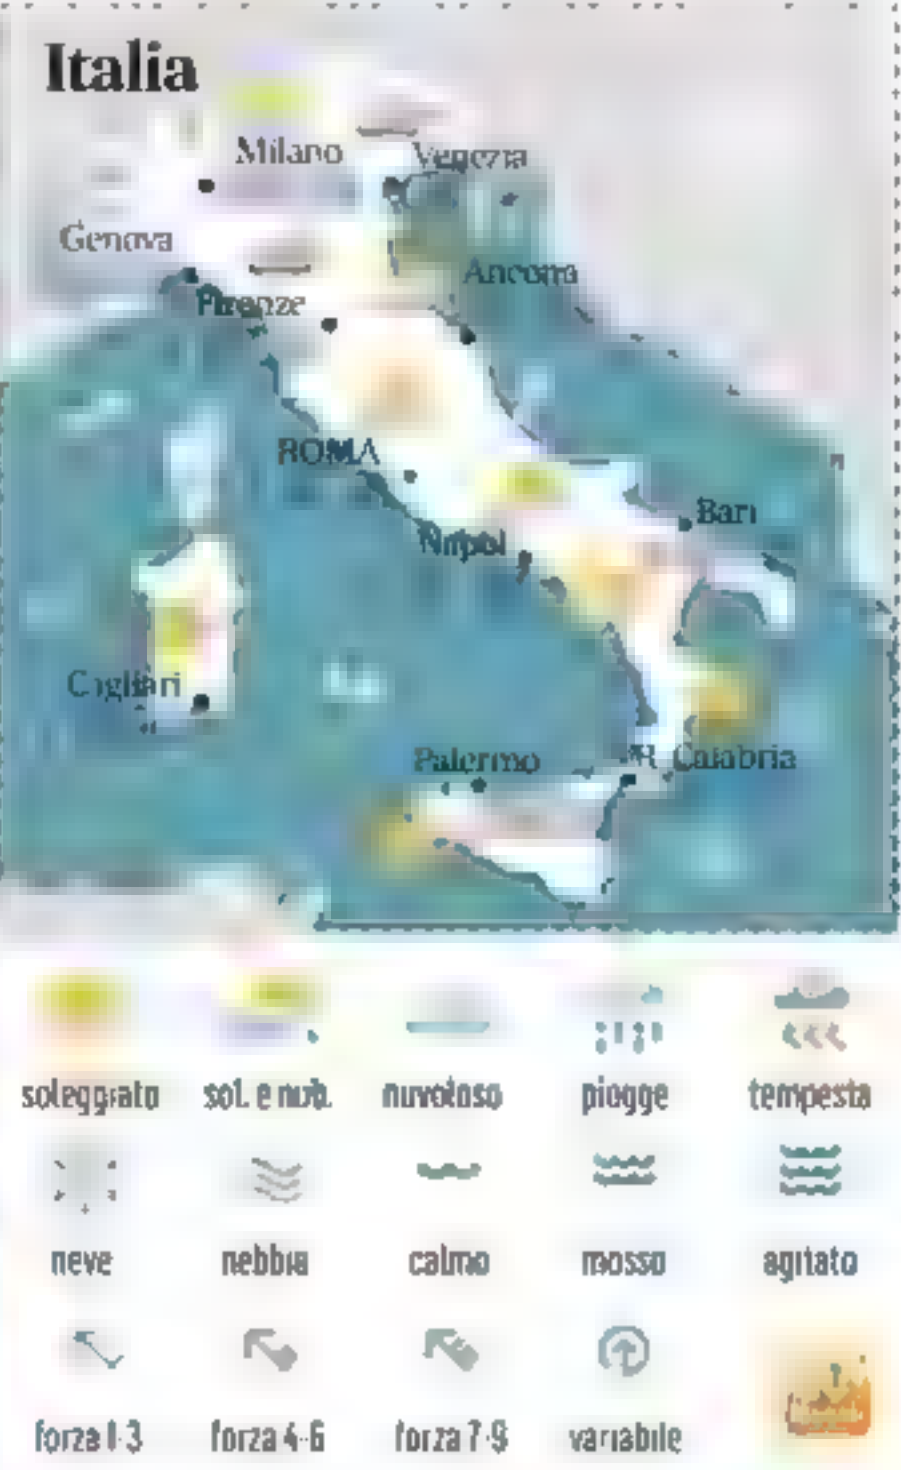 Italia
Milano
Venezia
Genova
Ancona
Firenze
ROMA
Bari
Napoli
Cagliari
Palermo
R. Calabria
soleggiato
sol. e nub.
nuvoloso
piogge
tempesta
neve
nebbia
calmo
mosso
agitato
forza 1-3
forza 4-6
forza 7-9
variabile